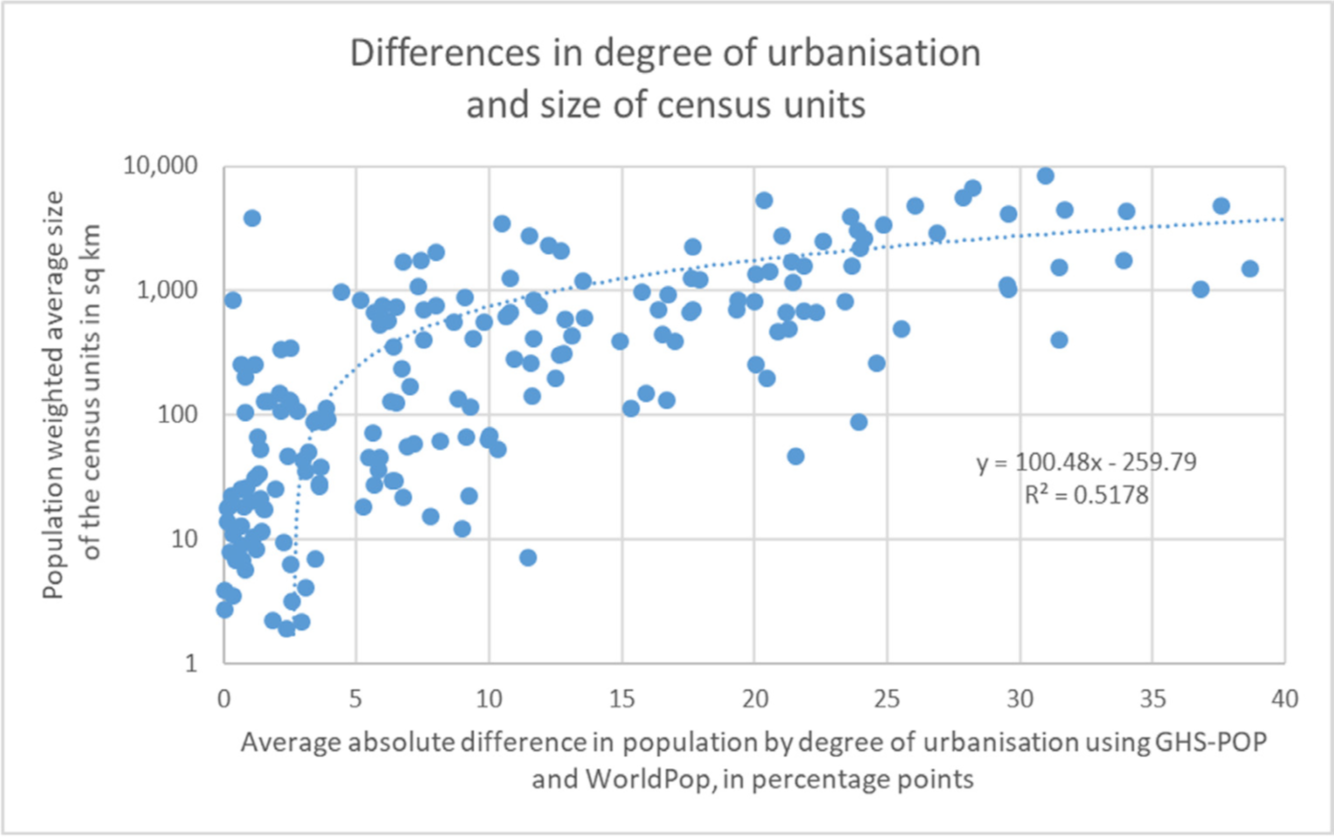 Differences in degree of urbanisation
and size of census units
Population weighted average size
of the census units in sq km
10,000
1,000
100
10
1
y = 100.48x - 259.79
R² = 0.5178
0 5 10 15 20 25 30 35 40
Average absolute difference in population by degree of urbanisation using GHS-POP
and WorldPop, in percentage points